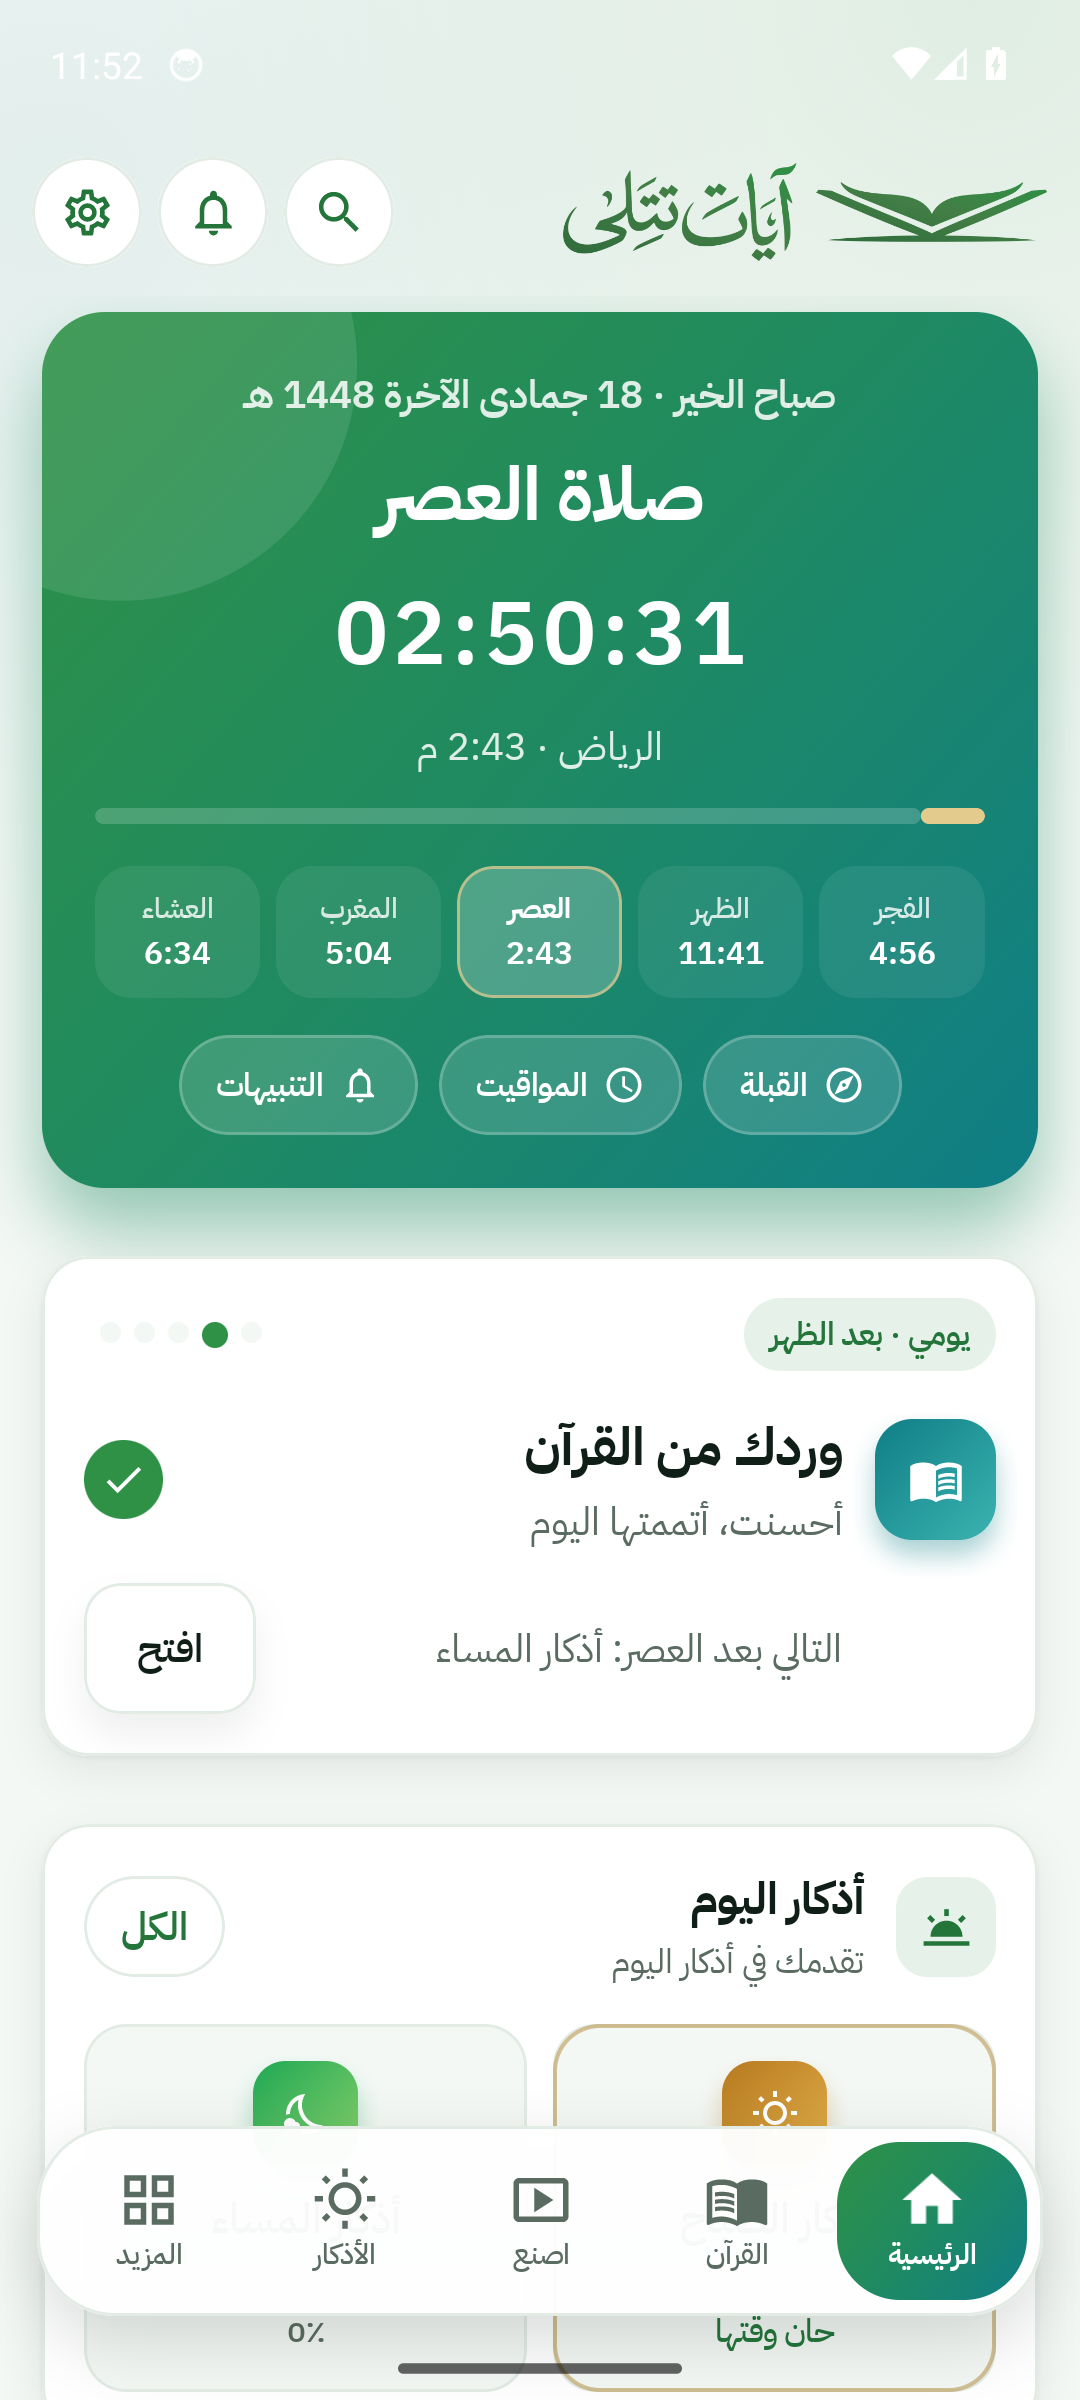 11:52
آيات تتلى
صباح الخير · 18 جمادى الآخرة 1448 هـ
صلاة العصر
02:50:31
الرياض · 2:43 م
الفجر
4:56
الظهر
11:41
العصر
2:43
المغرب
5:04
العشاء
6:34
القبلة
المواقيت
التنبيهات
يومي · بعد الظهر
وردك من القرآن
أحسنت، أتممتها اليوم
التالي بعد العصر: أذكار المساء
افتح
أذكار اليوم
تقدمك في أذكار اليوم
الكل
أذكار المساء
حان وقتها
0٪
الرئيسية
القرآن
اصنع
الأذكار
المزيد